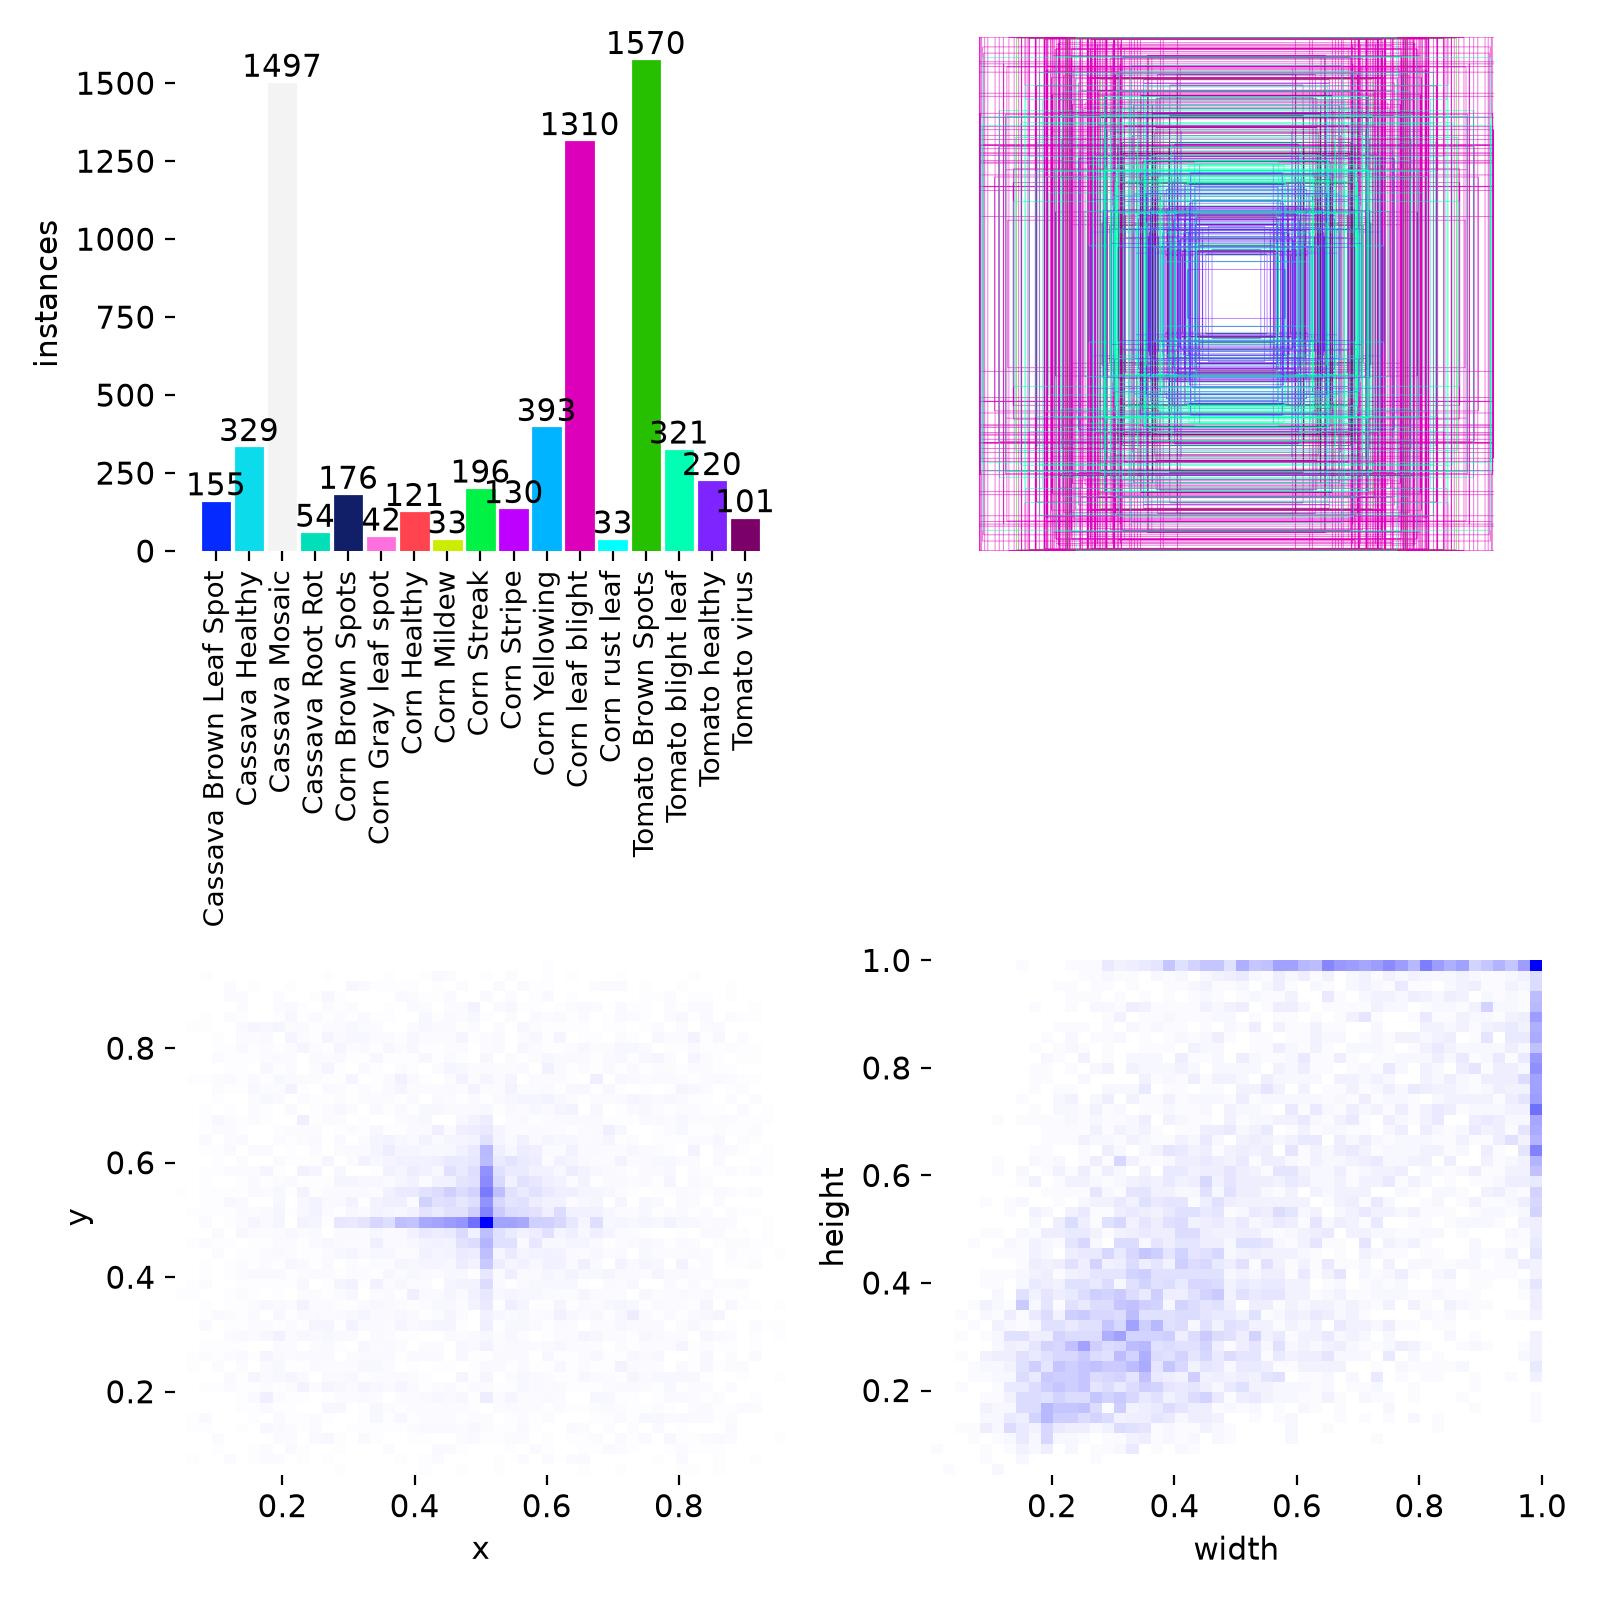 1570
1497
1500
1310
1250
instances
1000
750
500
393
329
321
250
220
196
176
155
130
121
101
54
42
33
33
0
Cassava Brown Leaf Spot
Cassava Healthy
Cassava Mosaic
Cassava Root Rot
Corn Brown Spots
Corn Gray leaf spot
Corn Healthy
Corn Mildew
Corn Streak
Corn Stripe
Corn Yellowing
Corn leaf blight
Corn rust leaf
Tomato Brown Spots
Tomato blight leaf
Tomato healthy
Tomato virus
y
0.8
0.6
0.4
0.2
0.2 0.4 0.6 0.8
x
height
1.0
0.8
0.6
0.4
0.2
0.2 0.4 0.6 0.8 1.0
width